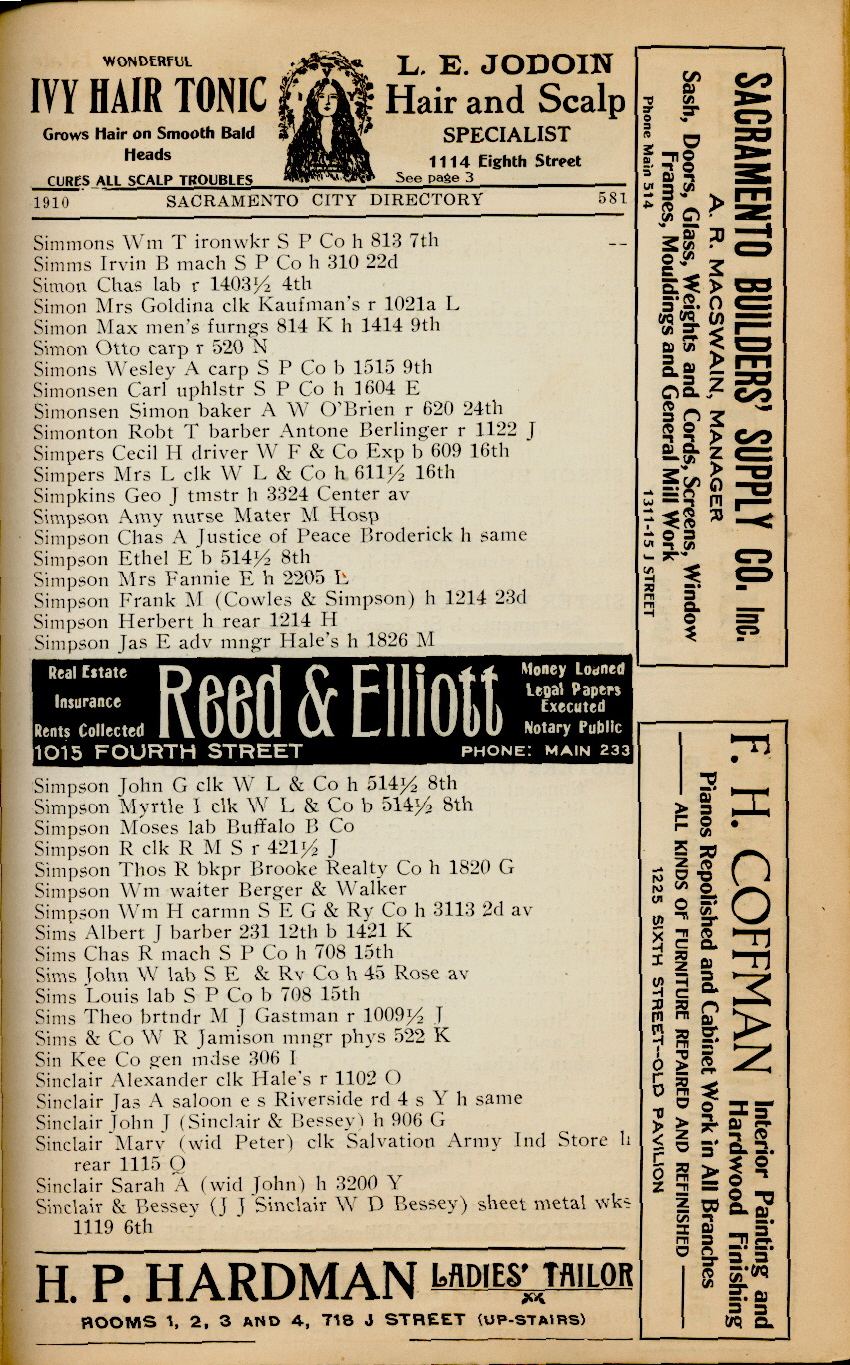 WONDERFUL
IVY HAIR TONIC
Grows Hair on Smooth Bald
Heads
CURES ALL SCALP TROUBLES
IVY
L. E. JODOIN
Hair and Scalp
SPECIALIST
1114 Eighth Street
See page 3
1910 SACRAMENTO CITY DIRECTORY 581
Simmons Wm T ironwkr S P Co h 813 7th
Simms Irvin B mach S P Co h 310 22d
Simon Chas lab r 1403½ 4th
Simon Mrs Goldina clk Kaufman's r 1021a L
Simon Max men's furngs 814 K h 1414 9th
Simon Otto carp r 520 N
Simons Wesley A carp S P Co b 1515 9th
Simonsen Carl uphlstr S P Co h 1604 E
Simonsen Simon baker A W O'Brien r 620 24th
Simonton Robt T barber Antone Berlinger r 1122 J
Simpers Cecil H driver W F & Co Exp b 609 16th
Simpers Mrs L clk W L & Co h 611½ 16th
Simpkins Geo J tmstr h 3324 Center av
Simpson Amy nurse Mater M Hosp
Simpson Chas A Justice of Peace Broderick h same
Simpson Ethel E b 514½ 8th
Simpson Mrs Fannie E h 2205 L
Simpson Frank M (Cowles & Simpson) h 1214 23d
Simpson Herbert h rear 1214 H
Simpson Jas E adv mngr Hale's h 1826 M
Real Estate
Insurance
Rents Collected
Reed & Elliott
Money Loaned
Legal Papers
Executed
Notary Public
1015 FOURTH STREET PHONE: MAIN 233
Simpson John G clk W L & Co h 514½ 8th
Simpson Myrtle I clk W L & Co b 514½ 8th
Simpson Moses lab Buffalo B Co
Simpson R clk R M S r 421½ J
Simpson Thos R bkpr Brooke Realty Co h 1820 G
Simpson Wm waiter Berger & Walker
Simpson Wm H carmn S E G & Ry Co h 3113 2d av
Sims Albert J barber 231 12th b 1421 K
Sims Chas R mach S P Co h 708 15th
Sims John W lab S E & Ry Co h 45 Rose av
Sims Louis lab S P Co b 708 15th
Sims Theo brtndr M J Gastman r 1009½ J
Sims & Co W R Jamison mngr phys 522 K
Sin Kee Co gen mdse 306 I
Sinclair Alexander clk Hale's r 1102 O
Sinclair Jas A saloon e s Riverside rd 4 s Y h same
Sinclair John J (Sinclair & Bessey) h 906 G
Sinclair Mary (wid Peter) clk Salvation Army Ind Store h
rear 1115 Q
Sinclair Sarah A (wid John) h 3200 Y
Sinclair & Bessey (J J Sinclair W D Bessey) sheet metal wks
1119 6th
H. P. HARDMAN LADIES' TAILOR
ROOMS 1, 2, 3 AND 4, 718 J STREET (UP-STAIRS)
SACRAMENTO BUILDERS' SUPPLY CO. Inc.
A. R. MACSWAIN, MANAGER
Sash, Doors, Glass, Weights and Cords, Screens, Window
Frames, Mouldings and General Mill Work
Phone Main 514 1311-15 J STREET
F. H. COFFMAN Interior Painting and
Hardwood Finishing
Pianos Repolished and Cabinet Work in All Branches
ALL KINDS OF FURNITURE REPAIRED AND REFINISHED
1225 SIXTH STREET--OLD PAVILION